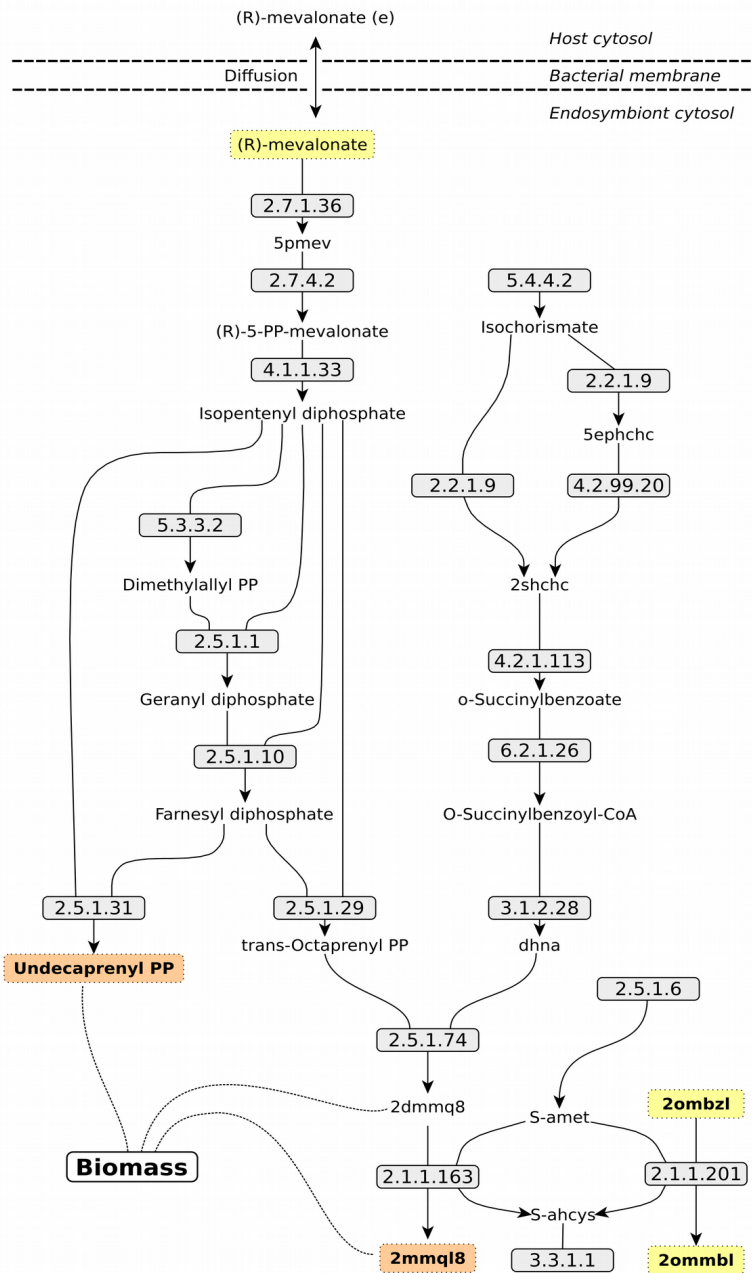 (R)-mevalonate (e)
Host cytosol
Diffusion
Bacterial membrane
Endosymbiont cytosol
(R)-mevalonate
2.7.1.36
5pmev
2.7.4.2
5.4.4.2
(R)-5-PP-mevalonate
Isochorismate
4.1.1.33
2.2.1.9
Isopentenyl diphosphate
5ephchc
2.2.1.9
4.2.99.20
5.3.3.2
Dimethylallyl PP
2shchc
2.5.1.1
4.2.1.113
Geranyl diphosphate
o-Succinylbenzoate
2.5.1.10
6.2.1.26
Farnesyl diphosphate
O-Succinylbenzoyl-CoA
2.5.1.31
2.5.1.29
3.1.2.28
trans-Octaprenyl PP
dhna
Undecaprenyl PP
2.5.1.6
2.5.1.74
2dmmq8
S-amet
2ombzl
Biomass
2.1.1.163
2.1.1.201
S-ahcys
2mmql8
3.3.1.1
2ommbl